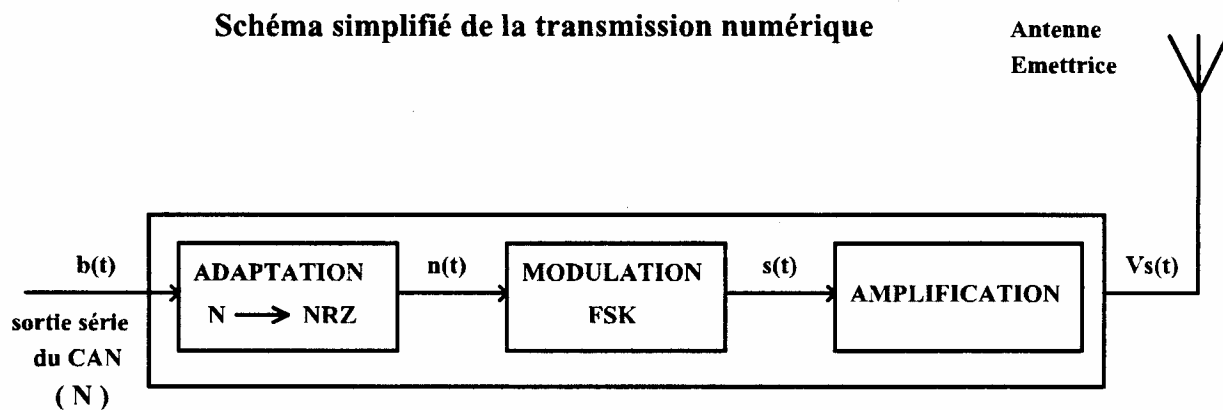 Schéma simplifié de la transmission numérique
Antenne
Emettrice
b(t)
ADAPTATION
N → NRZ
n(t)
MODULATION
FSK
s(t)
AMPLIFICATION
Vs(t)
sortie série
du CAN
( N )